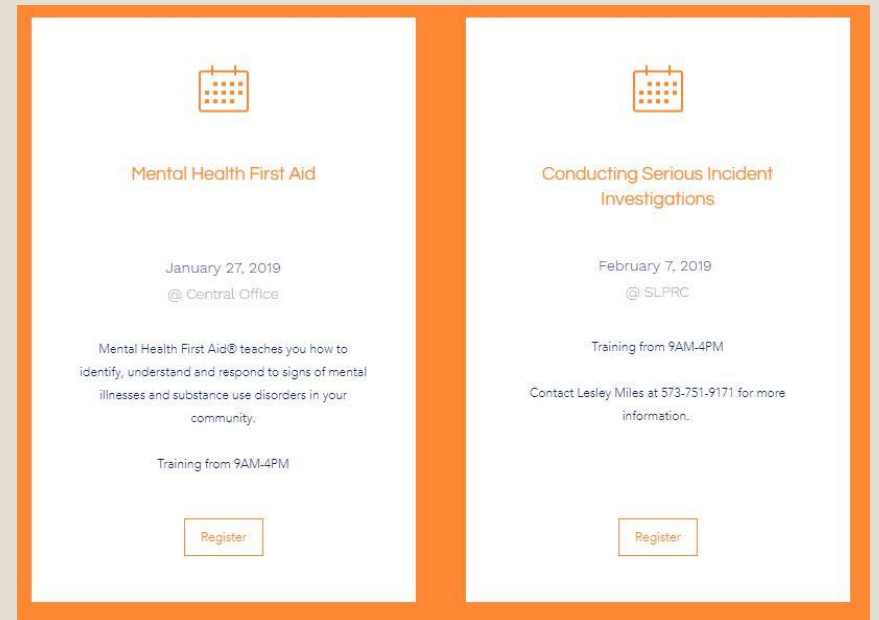 Mental Health First Aid
January 27, 2019
@ Central Office
Mental Health First Aid® teaches you how to
identify, understand and respond to signs of mental
illnesses and substance use disorders in your
community.
Training from 9AM-4PM
Register
Conducting Serious Incident
Investigations
February 7, 2019
@ SLPRC
Training from 9AM-4PM
Contact Lesley Miles at 573-751-9171 for more
information.
Register